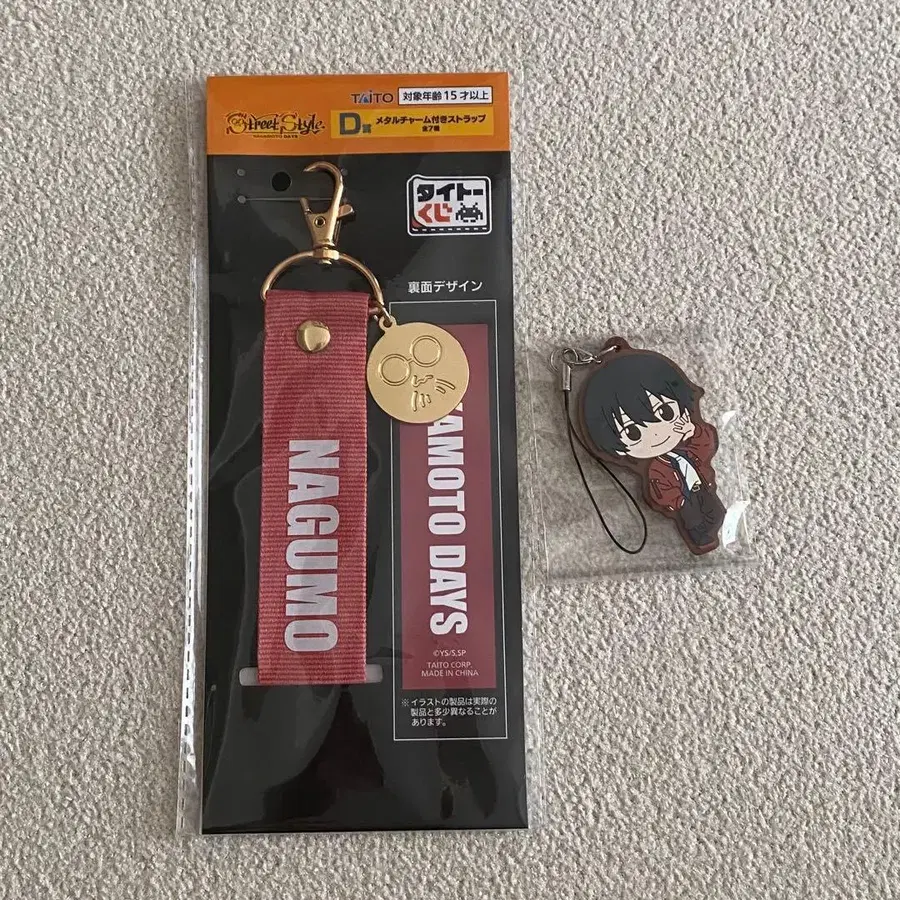 TAITO
対象年齢15才以上
Street Style
SAKAMOTO DAYS
D賞
メタルチャーム付きストラップ
全7種
タイトー
くじ
裏面デザイン
NAGUMO
AMOTO DAYS
©YS/S,SP
TAITO CORP.
MADE IN CHINA
※イラストの製品は実際の
製品と多少異なることが
あります。